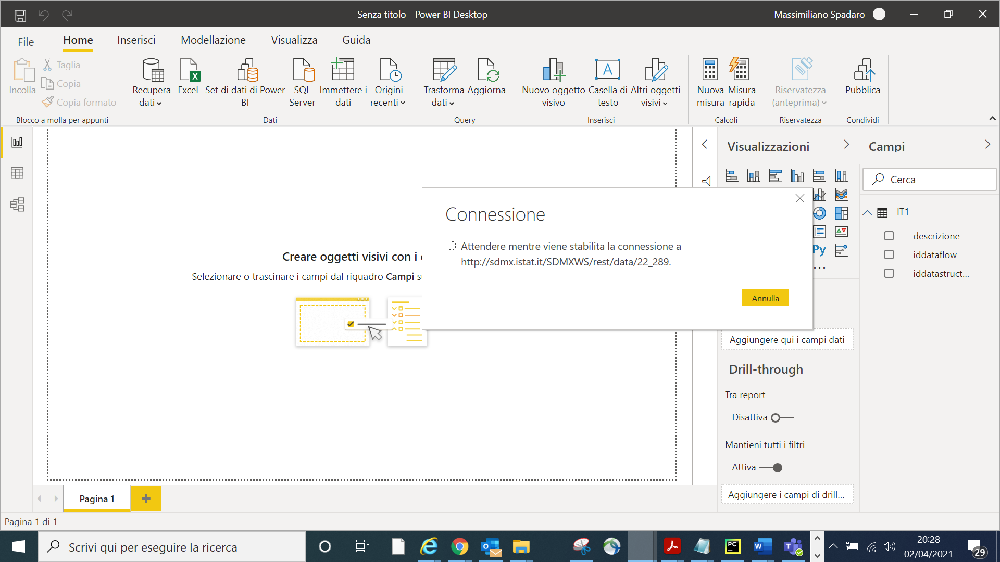 Senza titolo - Power BI Desktop
Massimiliano Spadaro
File
Home
Inserisci
Modellazione
Visualizza
Guida
Incolla
Taglia
Copia
Copia formato
Blocco a molla per appunti
Recupera dati
Excel
Set di dati di Power BI
SQL Server
Immettere i dati
Origini recenti
Dati
Trasforma dati
Aggiorna
Query
Nuovo oggetto visivo
Casella di testo
A
Altri oggetti visivi
Inserisci
Nuova misura
Misura rapida
Calcoli
Riservatezza (anteprima)
Riservatezza
Pubblica
Condividi
Creare oggetti visivi con i
Selezionare o trascinare i campi dal riquadro Campi s
Connessione
Attendere mentre viene stabilita la connessione a
http://sdmx.istat.it/SDMXWS/rest/data/22_289.
Annulla
Visualizzazioni
Py
...
Aggiungere qui i campi dati
Drill-through
Tra report
Disattiva
Mantieni tutti i filtri
Attiva
Aggiungere i campi di drill...
Campi
Cerca
IT1
descrizione
iddataflow
iddatastruct...
Pagina 1
Pagina 1 di 1
Scrivi qui per eseguire la ricerca
PC
20:28
02/04/2021
29